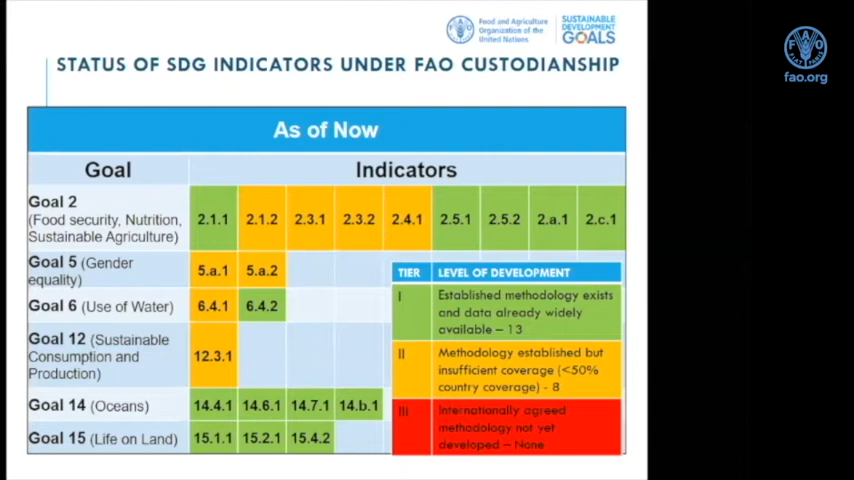 Food and Agriculture
Organization of the
United Nations
SUSTAINABLE
DEVELOPMENT
GOALS
FAO
FIAT PANIS
fao.org
STATUS OF SDG INDICATORS UNDER FAO CUSTODIANSHIP
As of Now
Goal Indicators
Goal 2
(Food security, Nutrition,
Sustainable Agriculture)
2.1.1 2.1.2 2.3.1 2.3.2 2.4.1 2.5.1 2.5.2 2.a.1 2.c.1
Goal 5 (Gender
equality)
5.a.1 5.a.2
Goal 6 (Use of Water) 6.4.1 6.4.2
Goal 12 (Sustainable
Consumption and
Production)
12.3.1
Goal 14 (Oceans) 14.4.1 14.6.1 14.7.1 14.b.1
Goal 15 (Life on Land) 15.1.1 15.2.1 15.4.2
TIER LEVEL OF DEVELOPMENT
I Established methodology exists
and data already widely
available – 13
II Methodology established but
insufficient coverage (<50%
country coverage) - 8
III Internationally agreed
methodology not yet
developed – None